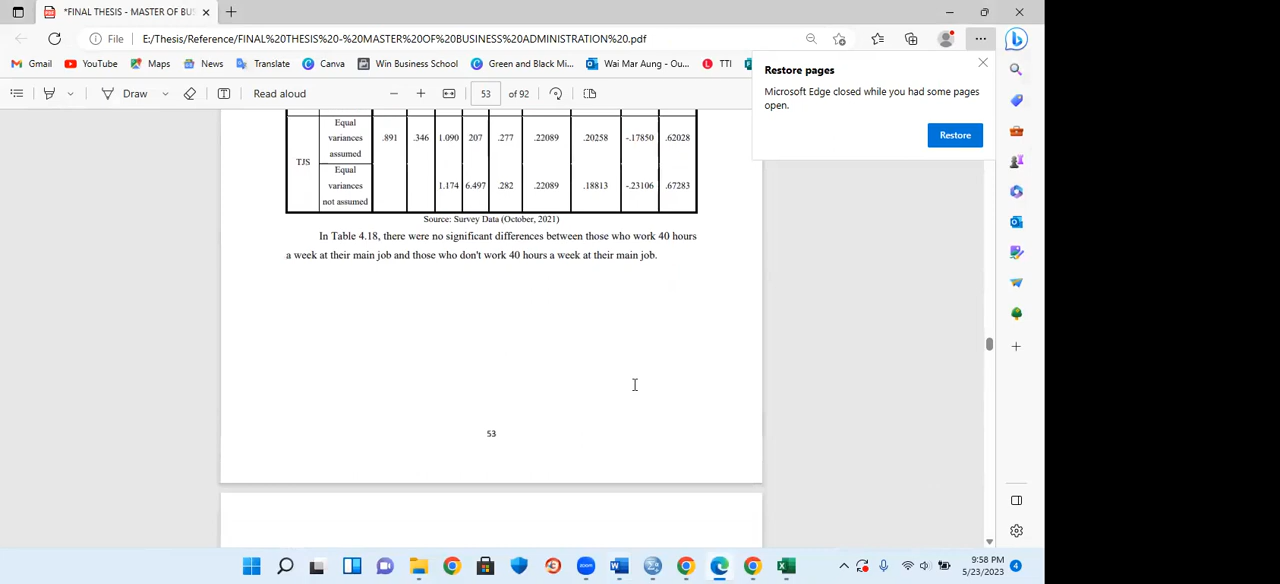 *FINAL THESIS - MASTER OF BU
File
E:/Thesis/Reference/FINAL%20THESIS%20-%20MASTER%20OF%20BUSINESS%20ADMINISTRATION%20.pdf
Gmail
YouTube
Maps
News
Translate
Canva
Win Business School
Green and Black Mi...
Wai Mar Aung - Ou...
TTI
Draw
Read aloud
53
of 92
Restore pages
Microsoft Edge closed while you had some pages
open.
Restore
TJS
Equal
variances
assumed
.891 .346 1.090 207 .277 .22089 .20258 -.17850 .62028
Equal
variances
not assumed
1.174 6.497 .282 .22089 .18813 -.23106 .67283
Source: Survey Data (October, 2021)
In Table 4.18, there were no significant differences between those who work 40 hours
a week at their main job and those who don't work 40 hours a week at their main job.
53
9:58 PM
5/23/2023
4